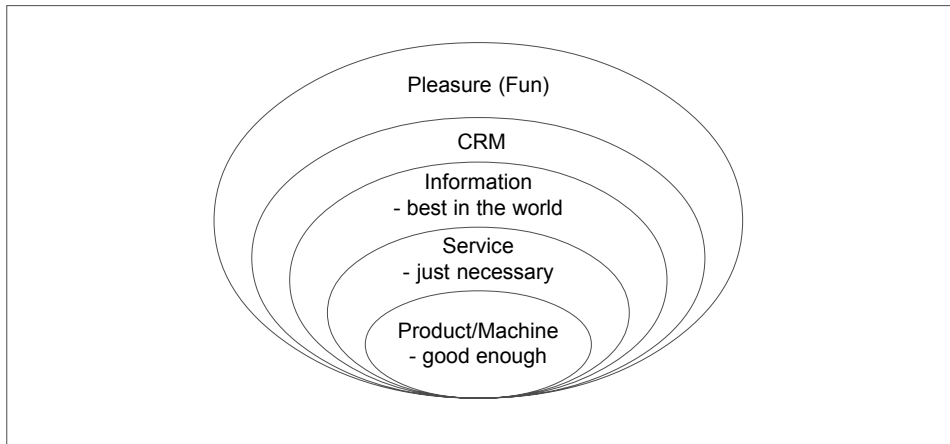 Pleasure (Fun)
CRM
Information
- best in the world
Service
- just necessary
Product/Machine
- good enough